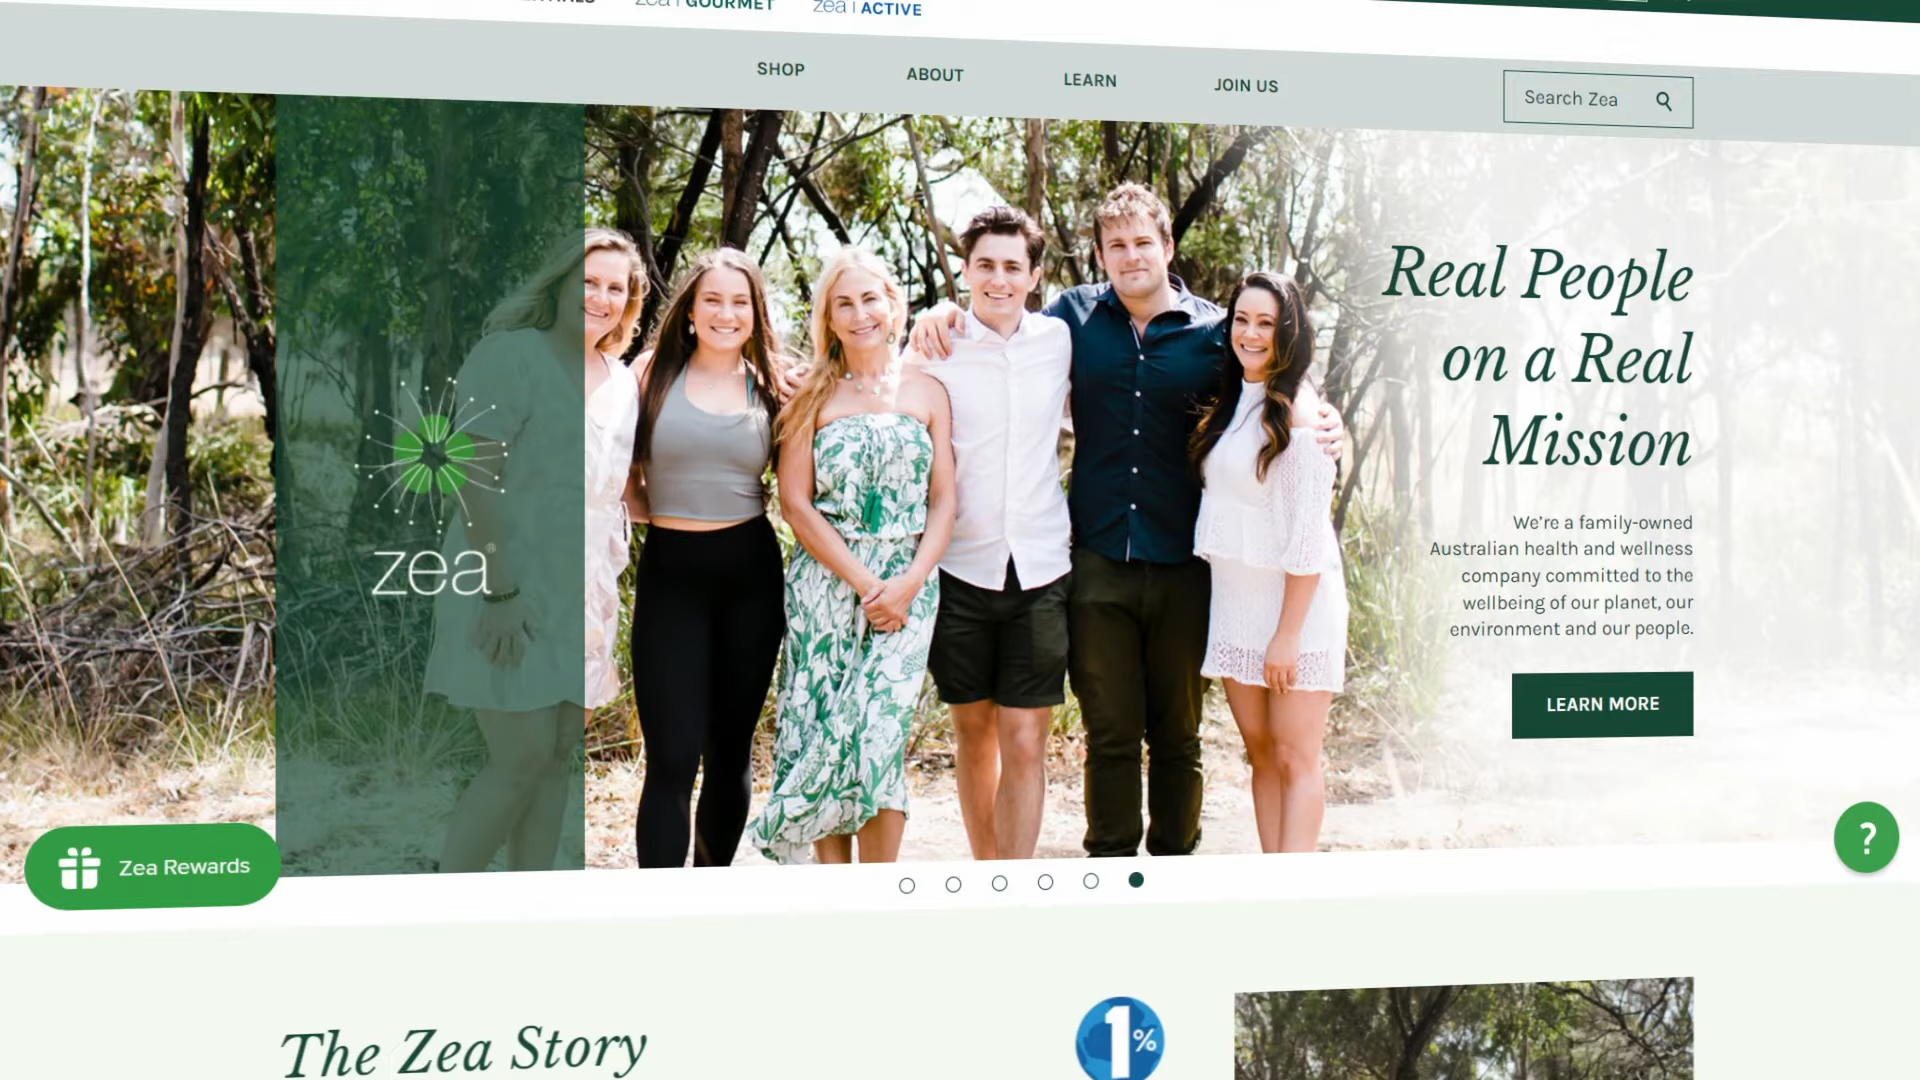 zea | GOURMET
zea | ACTIVE
SHOP
ABOUT
LEARN
JOIN US
Search Zea
Real People
on a Real
Mission
We're a family-owned
Australian health and wellness
company committed to the
wellbeing of our planet, our
environment and our people.
LEARN MORE
zea®
Zea Rewards
?
The Zea Story
1%